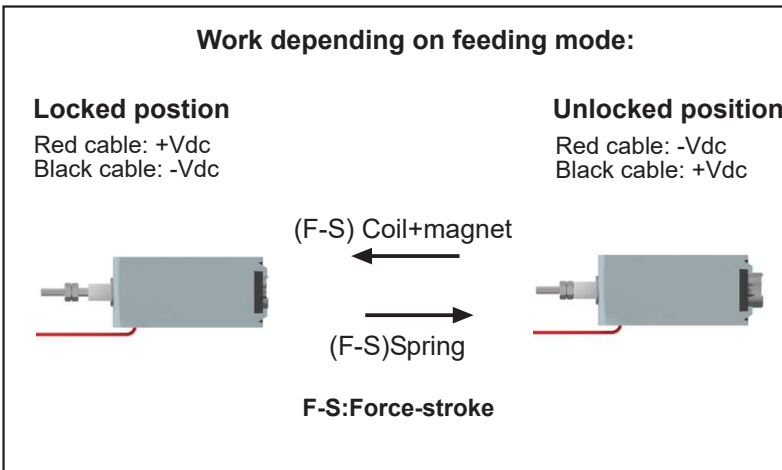 Work depending on feeding mode:
Locked postion
Red cable: +Vdc
Black cable: -Vdc
Unlocked position
Red cable: -Vdc
Black cable: +Vdc
(F-S) Coil+magnet
(F-S)Spring
F-S:Force-stroke